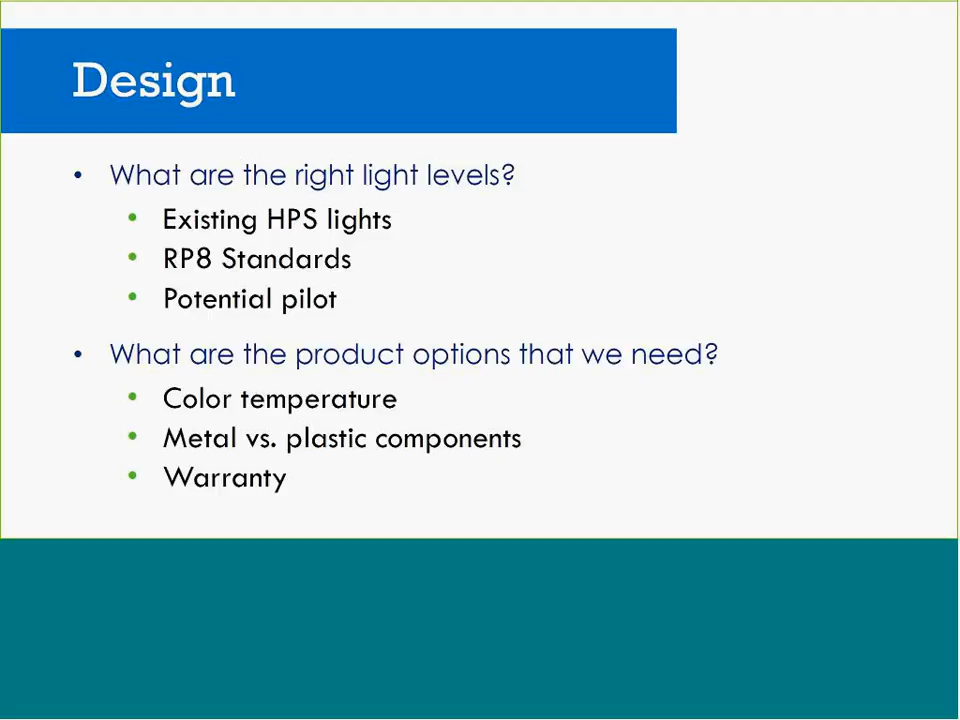 Design
• What are the right light levels?
• Existing HPS lights
• RP8 Standards
• Potential pilot
• What are the product options that we need?
• Color temperature
• Metal vs. plastic components
• Warranty